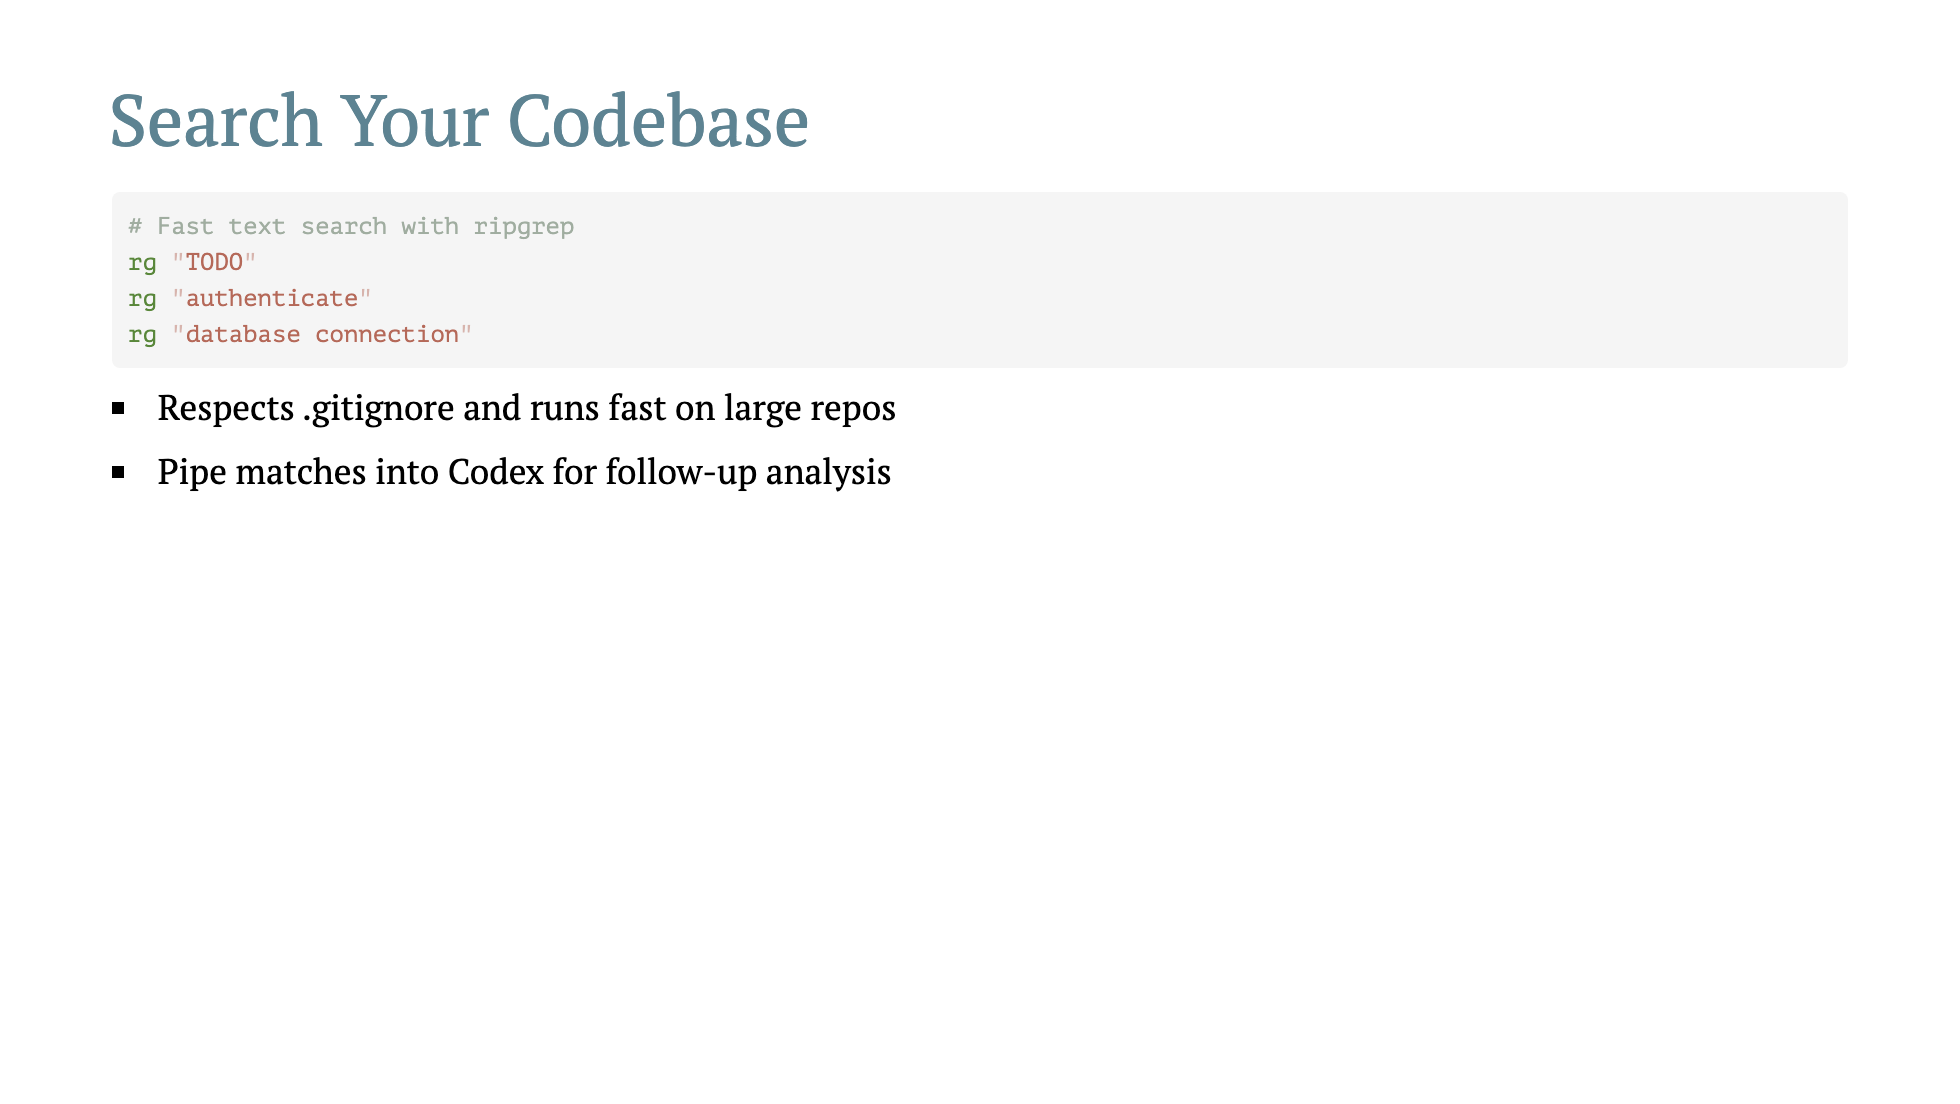 Search Your Codebase
# Fast text search with ripgrep
rg "TODO"
rg "authenticate"
rg "database connection"
Respects .gitignore and runs fast on large repos
Pipe matches into Codex for follow-up analysis